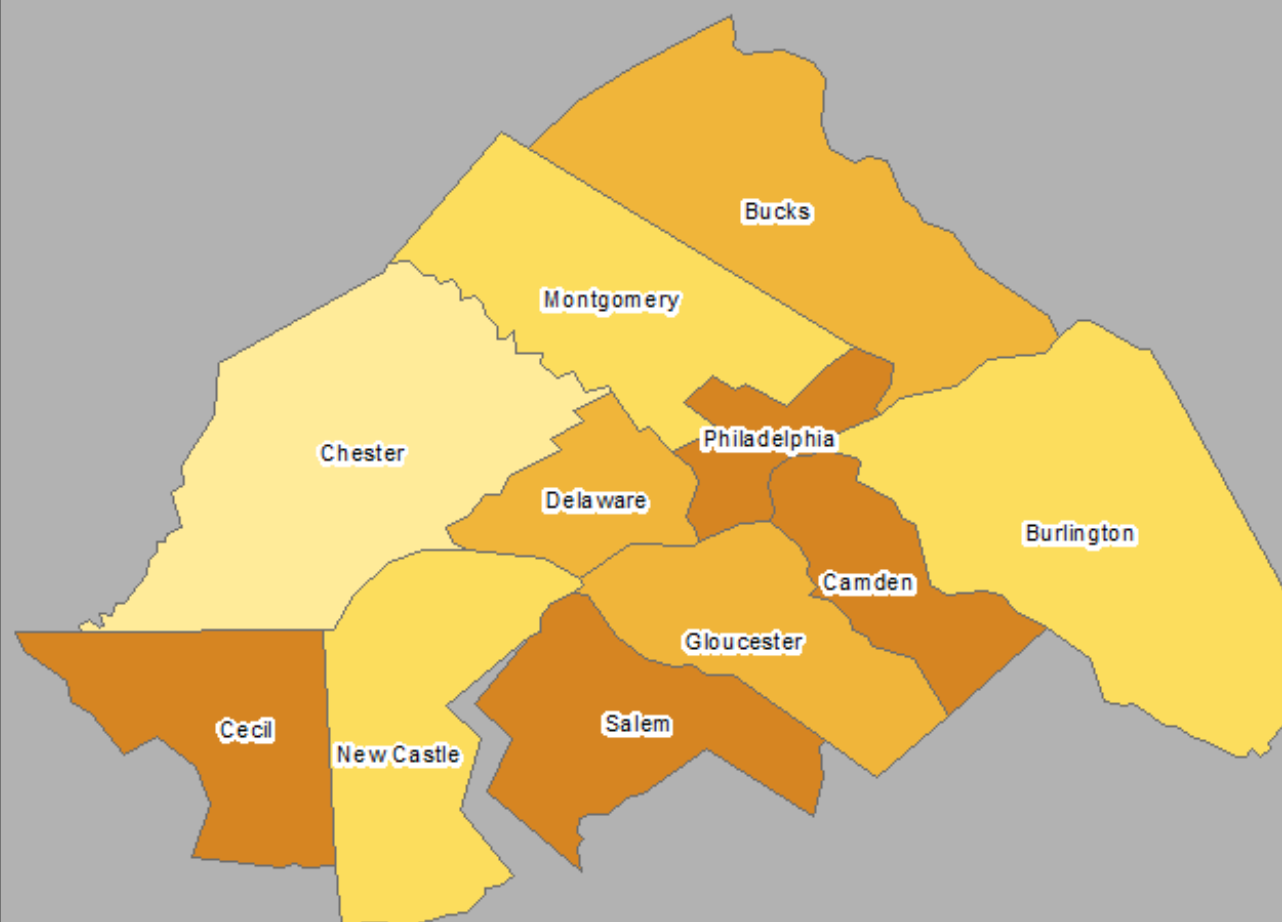 Bucks
Montgomery
Philadelphia
Chester
Delaware
Burlington
Camden
Gloucester
Salem
Cecil
New Castle